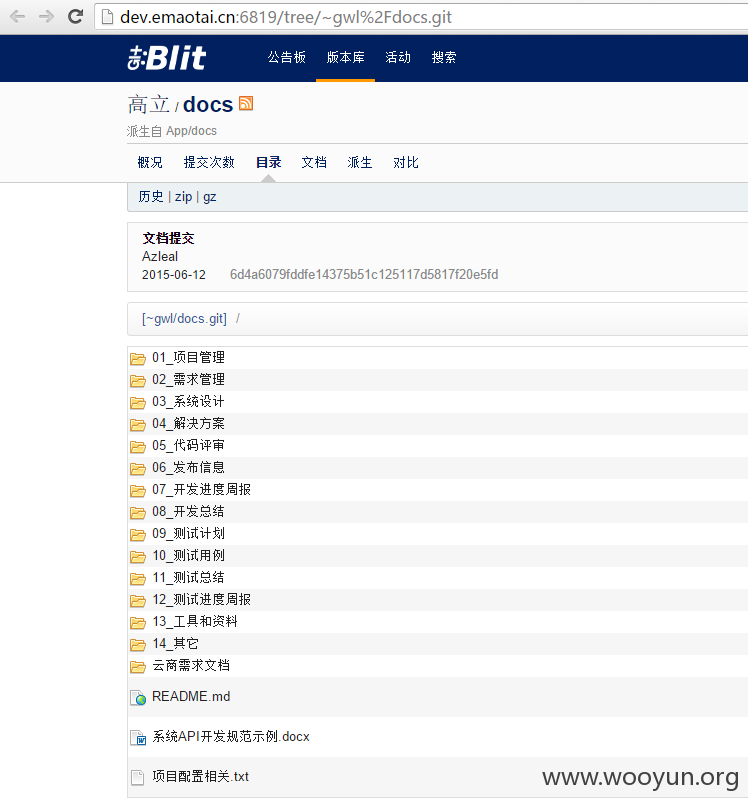 dev.emaotai.cn:6819/tree/~gwl%2Fdocs.git
gitBlit 公告板 版本库 活动 搜索
高立 / docs
派生自 App/docs
概况 提交次数 目录 文档 派生 对比
历史 | zip | gz
文档提交
Azleal
2015-06-12 6d4a6079fddfe14375b51c125117d5817f20e5fd
[~gwl/docs.git] /
01_项目管理
02_需求管理
03_系统设计
04_解决方案
05_代码评审
06_发布信息
07_开发进度周报
08_开发总结
09_测试计划
10_测试用例
11_测试总结
12_测试进度周报
13_工具和资料
14_其它
云商需求文档
README.md
系统API开发规范示例.docx
项目配置相关.txt
www.wooyun.org